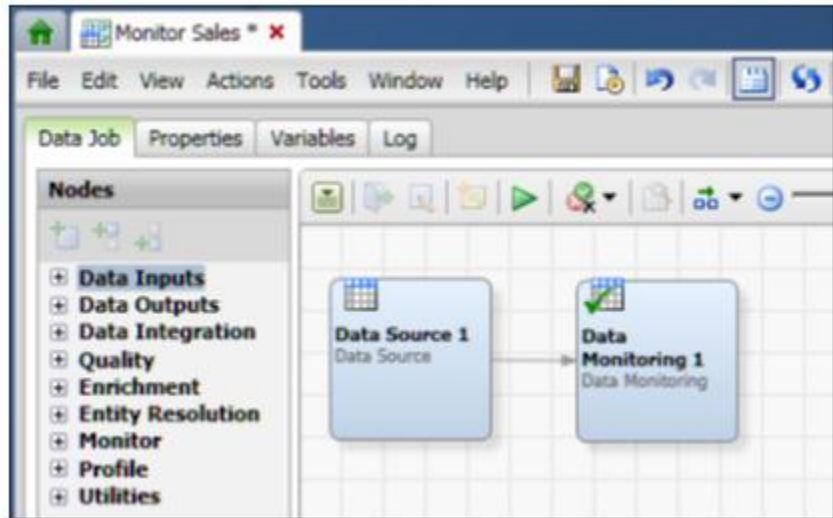 Monitor Sales *
File Edit View Actions Tools Window Help
Data Job Properties Variables Log
Nodes
Data Inputs
Data Outputs
Data Integration
Quality
Enrichment
Entity Resolution
Monitor
Profile
Utilities
Data Source 1
Data Source
Data
Monitoring 1
Data Monitoring